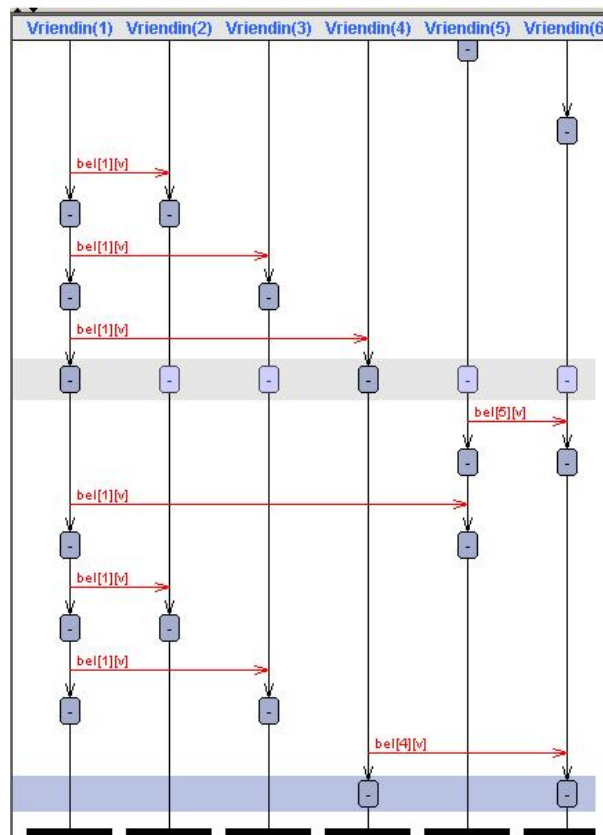 Vriendin(1) Vriendin(2) Vriendin(3) Vriendin(4) Vriendin(5) Vriendin(6
-
-
bel[1][v]
- -
bel[1][v]
- -
bel[1][v]
- - - - - -
bel[5][v]
- -
bel[1][v]
- -
bel[1][v]
- -
bel[1][v]
- -
bel[4][v]
- -